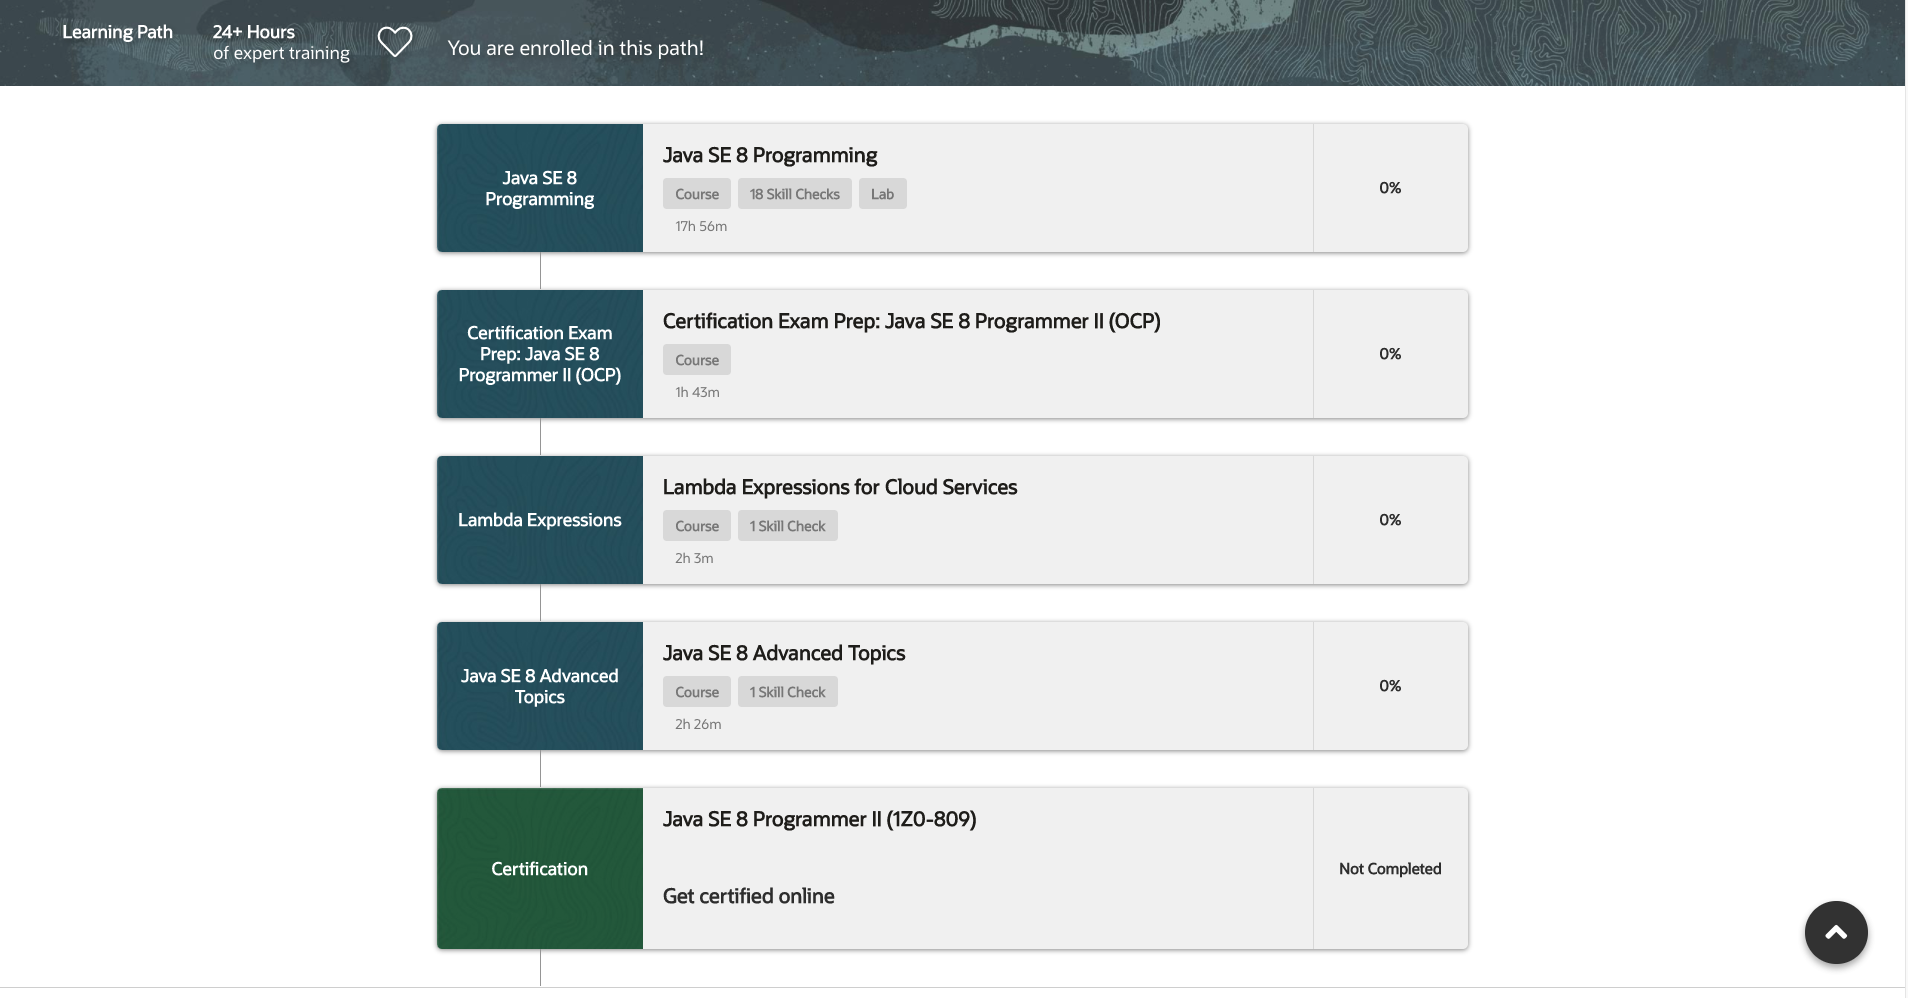 Learning Path
24+ Hours
of expert training
You are enrolled in this path!
Java SE 8
Programming
Java SE 8 Programming
Course
18 Skill Checks
Lab
17h 56m
0%
Certification Exam
Prep: Java SE 8
Programmer II (OCP)
Certification Exam Prep: Java SE 8 Programmer II (OCP)
Course
1h 43m
0%
Lambda Expressions
Lambda Expressions for Cloud Services
Course
1 Skill Check
2h 3m
0%
Java SE 8 Advanced
Topics
Java SE 8 Advanced Topics
Course
1 Skill Check
2h 26m
0%
Certification
Java SE 8 Programmer II (1Z0-809)
Get certified online
Not Completed